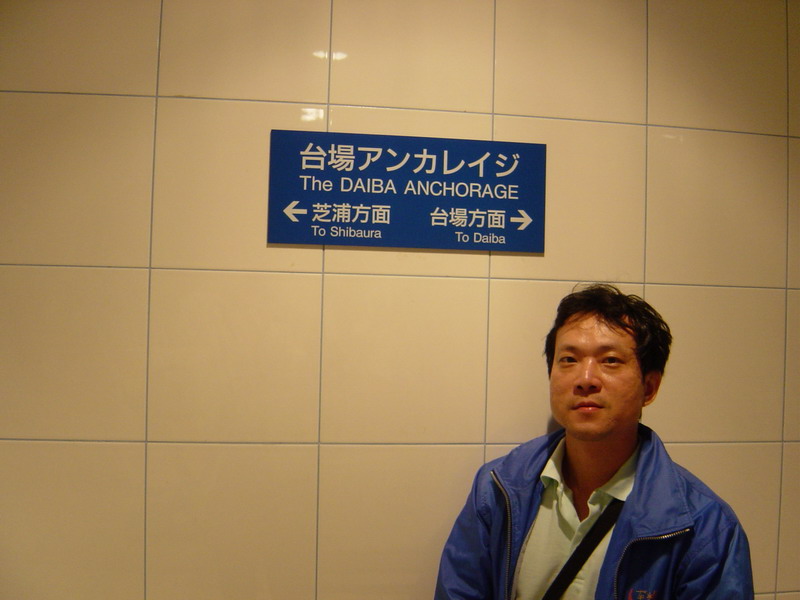 台場アンカレイジ
The DAIBA ANCHORAGE
←芝浦方面 台場方面→
To Shibaura To Daiba